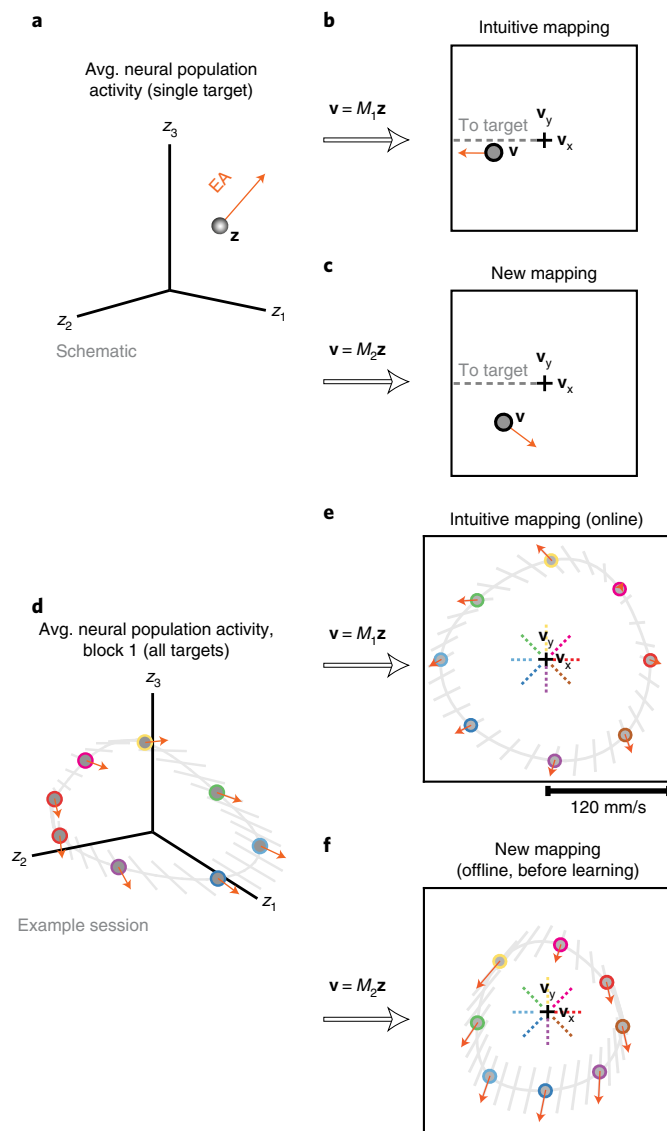 a
Avg. neural population
activity (single target)
z3
EA
z
z2
z1
Schematic
v = M1z
b
Intuitive mapping
To target
vy
vx
v
v = M2z
c
New mapping
To target
vy
vx
v
d
Avg. neural population activity,
block 1 (all targets)
z3
z2
z1
Example session
v = M1z
e
Intuitive mapping (online)
vy
vx
120 mm/s
v = M2z
f
New mapping
(offline, before learning)
vy
vx